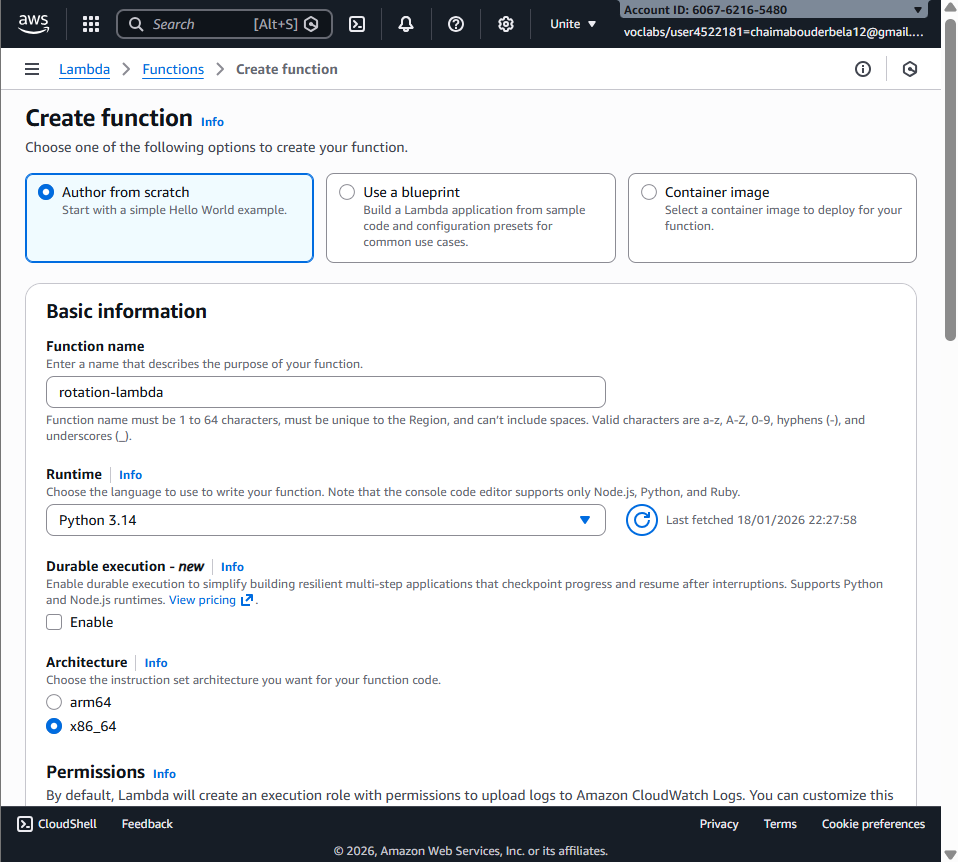 aws
Search [Alt+S]
Unite
Account ID: 6067-6216-5480
voclabs/user4522181=chaimabouderbela12@gmail....
Lambda
Functions
Create function
Create function Info
Choose one of the following options to create your function.
Author from scratch
Start with a simple Hello World example.
Use a blueprint
Build a Lambda application from sample
code and configuration presets for
common use cases.
Container image
Select a container image to deploy for your
function.
Basic information
Function name
Enter a name that describes the purpose of your function.
rotation-lambda
Function name must be 1 to 64 characters, must be unique to the Region, and can't include spaces. Valid characters are a-z, A-Z, 0-9, hyphens (-), and
underscores (_).
Runtime Info
Choose the language to use to write your function. Note that the console code editor supports only Node.js, Python, and Ruby.
Python 3.14
Last fetched 18/01/2026 22:27:58
Durable execution - new Info
Enable durable execution to simplify building resilient multi-step applications that checkpoint progress and resume after interruptions. Supports Python
and Node.js runtimes. View pricing .
Enable
Architecture Info
Choose the instruction set architecture you want for your function code.
arm64
x86_64
Permissions Info
By default, Lambda will create an execution role with permissions to upload logs to Amazon CloudWatch Logs. You can customize this
CloudShell
Feedback
Privacy
Terms
Cookie preferences
© 2026, Amazon Web Services, Inc. or its affiliates.